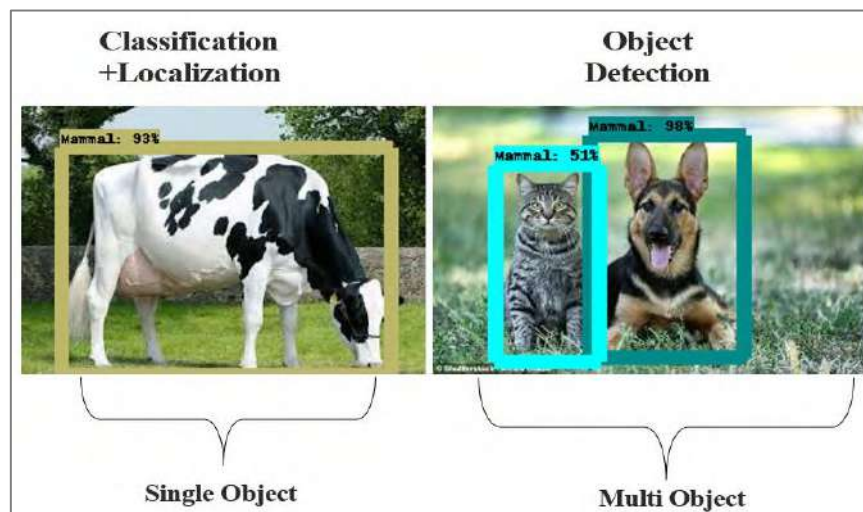 Classification
+Localization
Object
Detection
Mammal: 93%
Mammal: 98%
Mammal: 51%
Single Object
Multi Object